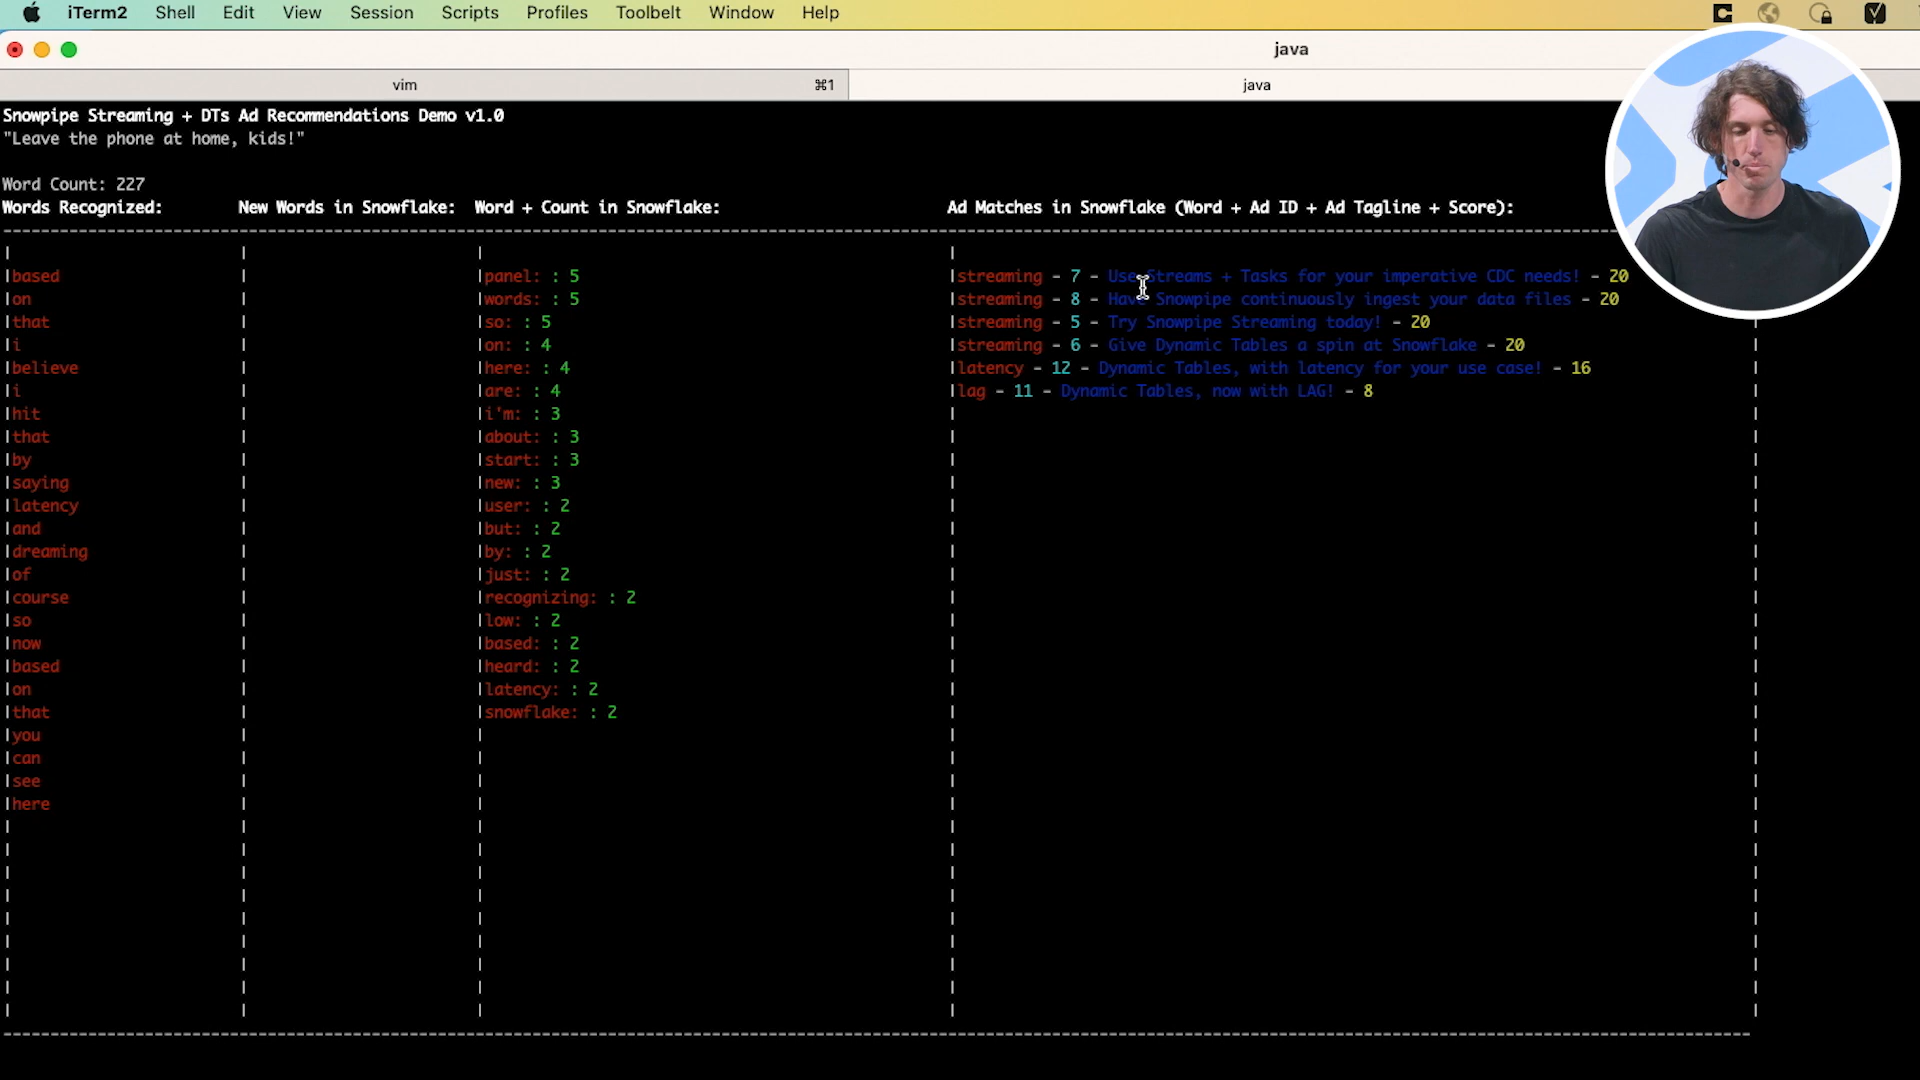 iTerm2 Shell Edit View Session Scripts Profiles Toolbelt Window Help
java
vim ⌘1 java
Snowpipe Streaming + DTs Ad Recommendations Demo v1.0
"Leave the phone at home, kids!"
Word Count: 227
Words Recognized: New Words in Snowflake: Word + Count in Snowflake: Ad Matches in Snowflake (Word + Ad ID + Ad Tagline + Score):
based panel: : 5 streaming - 7 - Use Streams + Tasks for your imperative CDC needs! - 20
on words: : 5 streaming - 8 - Have Snowpipe continuously ingest your data files - 20
that so: : 5 streaming - 5 - Try Snowpipe Streaming today! - 20
i on: : 4 streaming - 6 - Give Dynamic Tables a spin at Snowflake - 20
believe here: : 4 latency - 12 - Dynamic Tables, with latency for your use case! - 16
i are: : 4 lag - 11 - Dynamic Tables, now with LAG! - 8
hit i'm: : 3
that about: : 3
by start: : 3
saying new: : 3
latency user: : 2
and but: : 2
dreaming by: : 2
of just: : 2
course recognizing: : 2
so low: : 2
now based: : 2
based heard: : 2
on latency: : 2
that snowflake: : 2
you
can
see
here